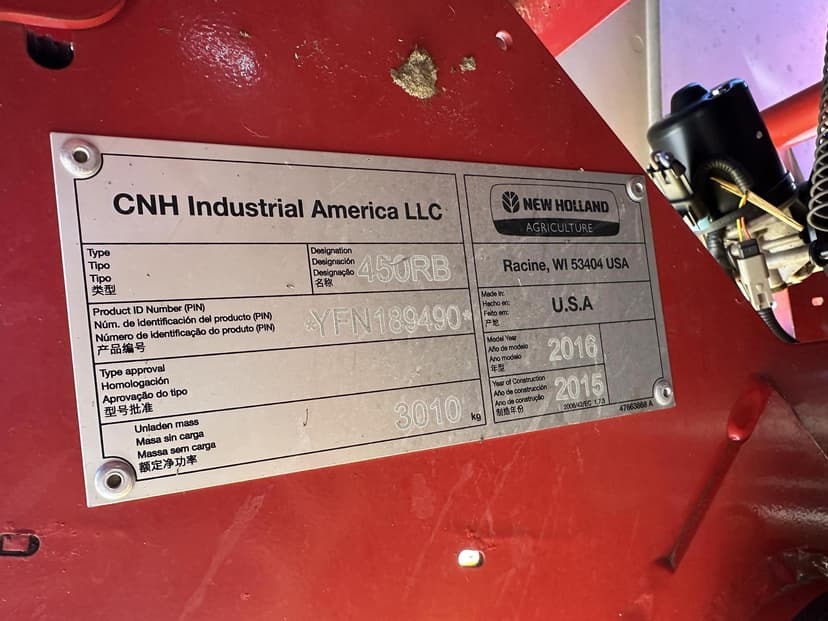 CNH Industrial America LLC
Type
Tipo
Tipo
类型
Designation
Designación
Designação
名称
450RB
Product ID Number (PIN)
Núm. de identificación del producto (PIN)
Número de identificação do produto (PIN)
产品编号
*YFN189490*
Type approval
Homologación
Aprovação do tipo
型号批准
Unladen mass
Masa sin carga
Massa sem carga
额定净功率
3010 kg
NEW HOLLAND
AGRICULTURE
Racine, WI 53404 USA
Made in:
Hecho en:
Feito em:
产地
U.S.A
Model Year
Año de modelo
Ano modelo
年型
2016
Year of Construction
Año de construcción
Ano de construção
制造年份
2015
2006/42/EC 1.7.3
47663868 A